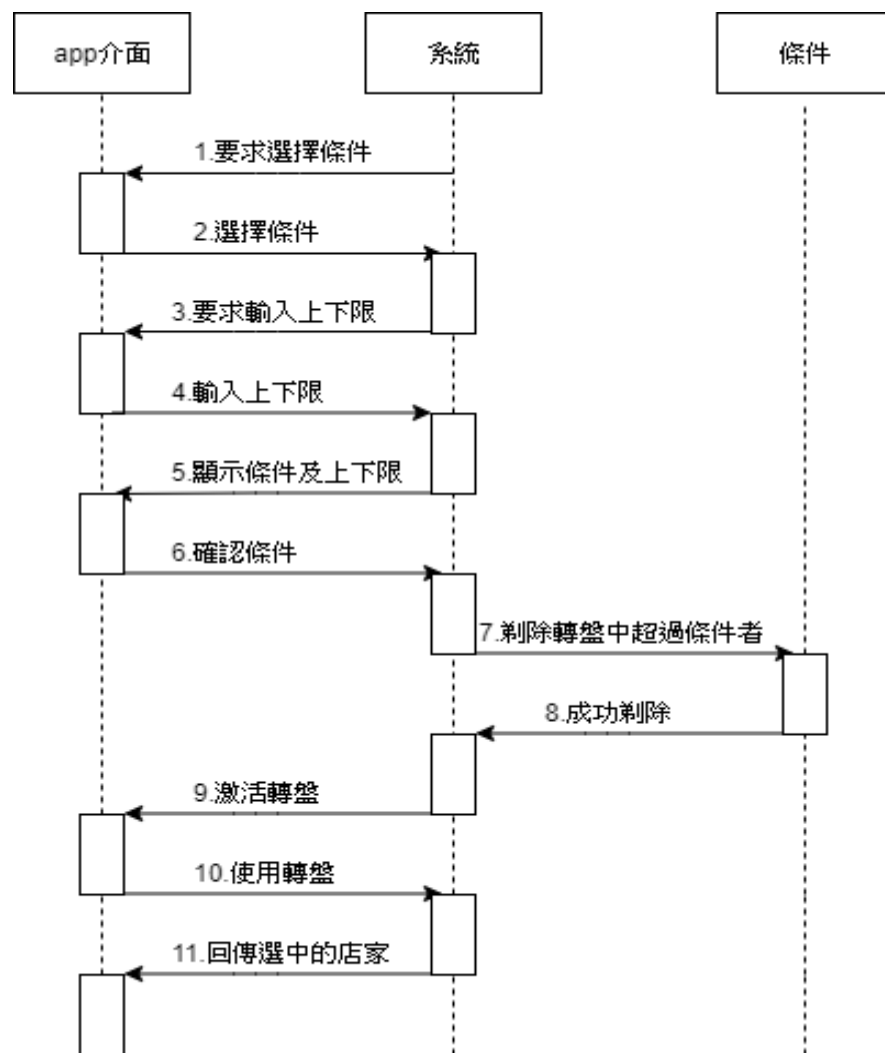 app介面
系統
條件
1.要求選擇條件
2.選擇條件
3.要求輸入上下限
4.輸入上下限
5.顯示條件及上下限
6.確認條件
7.剃除轉盤中超過條件者
8.成功剃除
9.激活轉盤
10.使用轉盤
11.回傳選中的店家